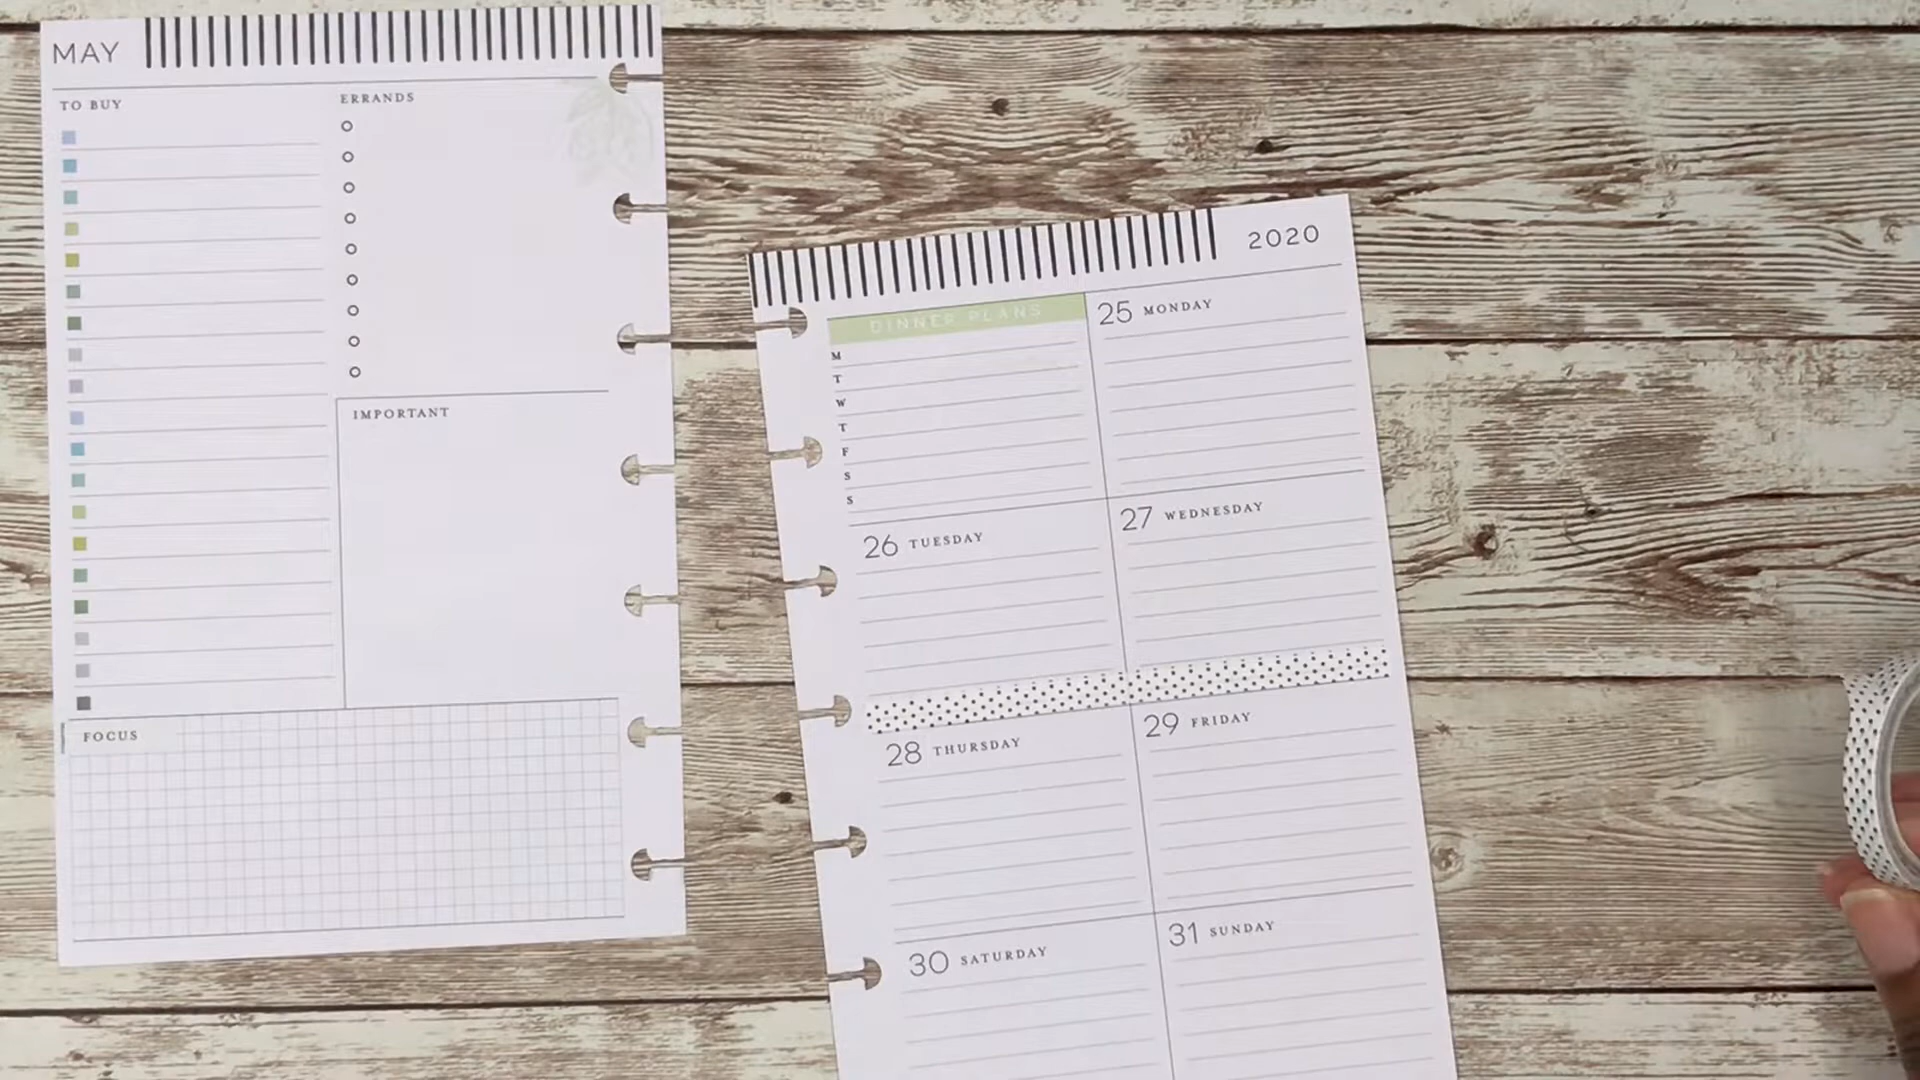 MAY
TO BUY
ERRANDS
IMPORTANT
FOCUS
2020
DINNER PLANS
M
T
W
T
F
S
S
25 MONDAY
26 TUESDAY
27 WEDNESDAY
28 THURSDAY
29 FRIDAY
30 SATURDAY
31 SUNDAY